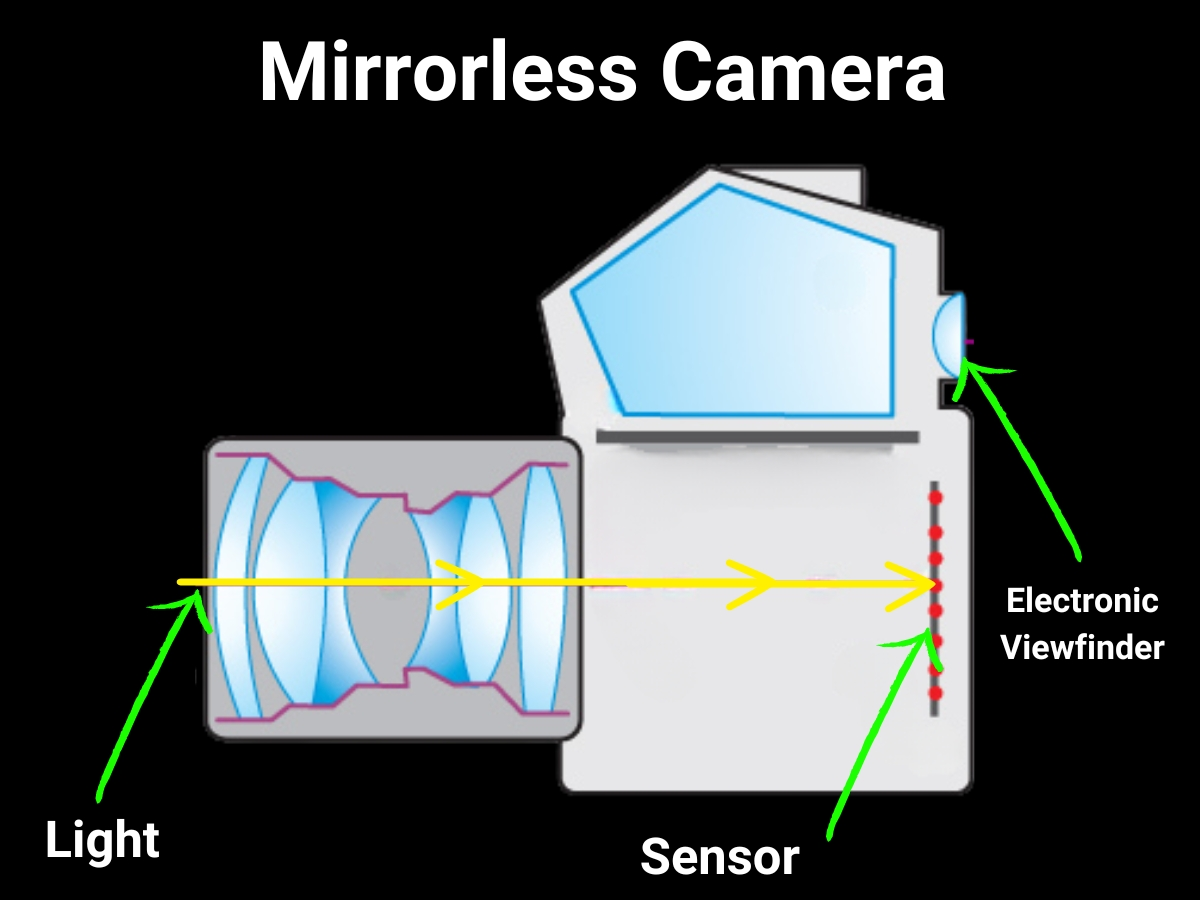 Mirrorless Camera
Electronic
Viewfinder
Light
Sensor